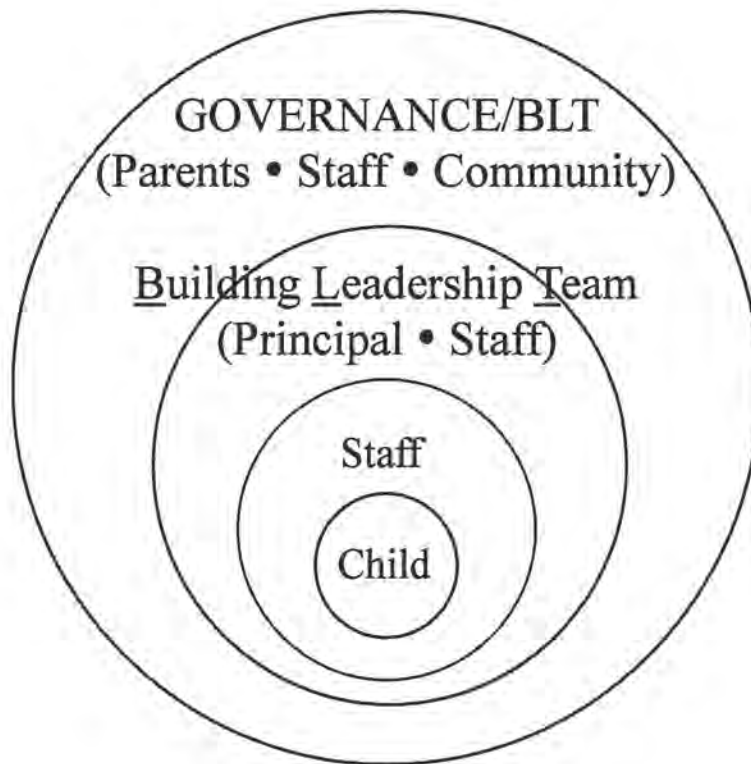 GOVERNANCE/BLT
(Parents • Staff • Community)
Building Leadership Team
(Principal • Staff)
Staff
Child